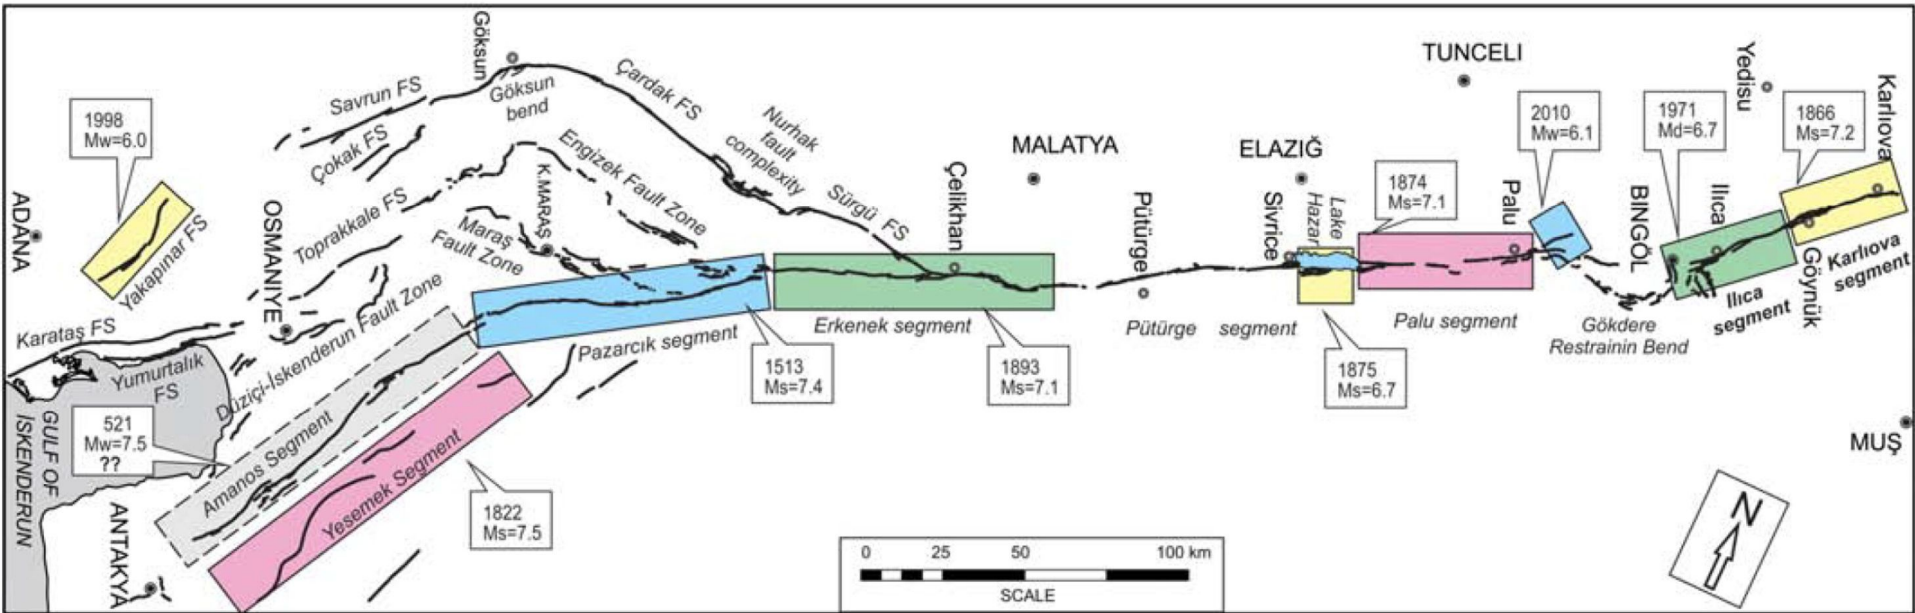 Göksun
TUNCELI
Yedisu
Karlıova
Savrun FS
Göksun
bend
Çardak FS
1998
Mw=6.0
2010
Mw=6.1
1971
Md=6.7
1866
Ms=7.2
Nurhak
fault
complexity
Çokak FS
Engizek Fault Zone
MALATYA
ELAZIĞ
1874
Ms=7.1
K.MARAŞ
Çelikhan
Sürgü FS
Pütürge
Sivrice
Lake
Hazar
Palu
BINGÖL
Ilıca
ADANA
OSMANIYE
Toprakkale FS
Maraş
Fault Zone
Yakapınar FS
Göynük
Karlıova
segment
Ilıca
segment
Karataş FS
Yumurtalık
FS
Düziçi-İskenderun Fault Zone
Pazarcık segment
Erkenek segment
Pütürge segment
Palu segment
Gökdere
Restrainin Bend
1513
Ms=7.4
1893
Ms=7.1
1875
Ms=6.7
GULF OF
İSKENDERUN
521
Mw=7.5
??
Amanos Segment
Yesemek Segment
MUŞ
1822
Ms=7.5
ANTAKYA
N
0 25 50 100 km
SCALE